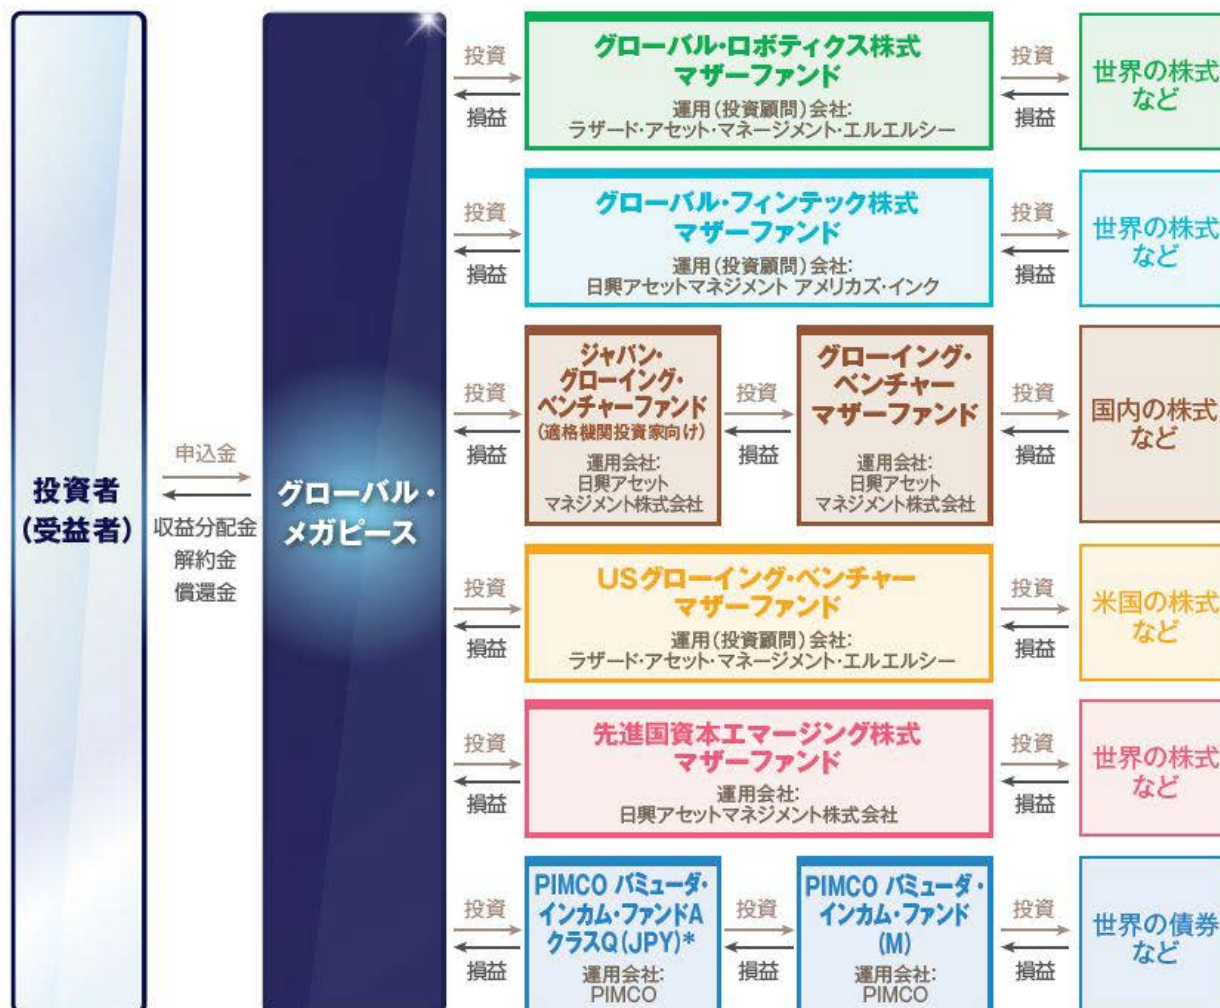 投資者
(受益者)
申込金
収益分配金
解約金
償還金
グローバル・
メガピース
投資
損益
グローバル・ロボティクス株式
マザーファンド
運用(投資顧問)会社:
ラザード・アセット・マネージメント・エルエルシー
投資
損益
世界の株式
など
投資
損益
グローバル・フィンテック株式
マザーファンド
運用(投資顧問)会社:
日興アセットマネジメント アメリカズ・インク
投資
損益
世界の株式
など
投資
損益
ジャパン・
グローイング・
ベンチャーファンド
(適格機関投資家向け)
運用会社:
日興アセット
マネジメント株式会社
投資
損益
グローイング・
ベンチャー
マザーファンド
運用会社:
日興アセット
マネジメント株式会社
投資
損益
国内の株式
など
投資
損益
USグローイング・ベンチャー
マザーファンド
運用(投資顧問)会社:
ラザード・アセット・マネージメント・エルエルシー
投資
損益
米国の株式
など
投資
損益
先進国資本エマージング株式
マザーファンド
運用会社:
日興アセットマネジメント株式会社
投資
損益
世界の株式
など
投資
損益
PIMCO バミューダ・
インカム・ファンドA
クラスQ(JPY)*
運用会社:
PIMCO
投資
損益
PIMCO バミューダ・
インカム・ファンド
(M)
運用会社:
PIMCO
投資
損益
世界の債券
など